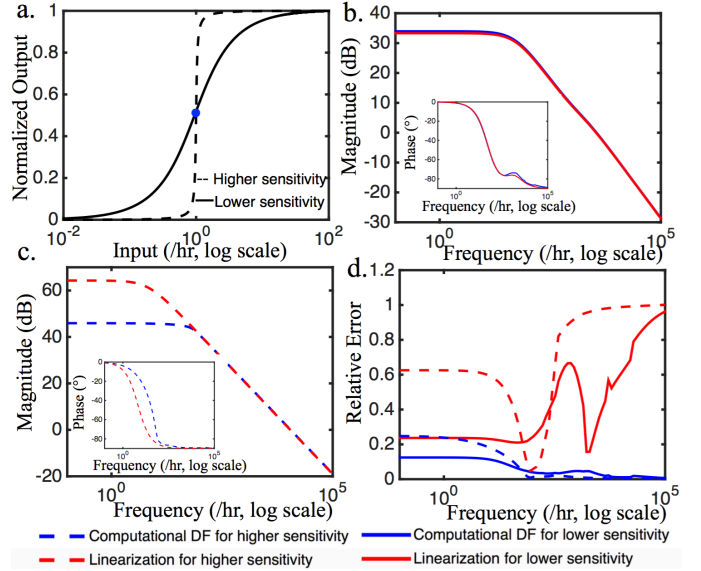 a.
Normalized Output
1
0.8
0.6
0.4
0.2
0
-- Higher sensitivity
Lower sensitivity
10^-2
10^0
10^2
Input (/hr, log scale)
b.
Magnitude (dB)
40
30
20
10
0
-10
-20
-30
Phase (°)
0
-20
-40
-60
-80
10^0
10^5
Frequency (/hr, log scale)
10^0
10^5
Frequency (/hr, log scale)
c.
Magnitude (dB)
60
40
20
0
-20
Phase (°)
0
-20
-40
-60
-80
10^0
10^5
Frequency (/hr, log scale)
10^0
10^5
Frequency (/hr, log scale)
d.
Relative Error
1.2
1
0.8
0.6
0.4
0.2
0
10^0
10^5
Frequency (/hr, log scale)
Computational DF for higher sensitivity
Computational DF for lower sensitivity
Linearization for higher sensitivity
Linearization for lower sensitivity